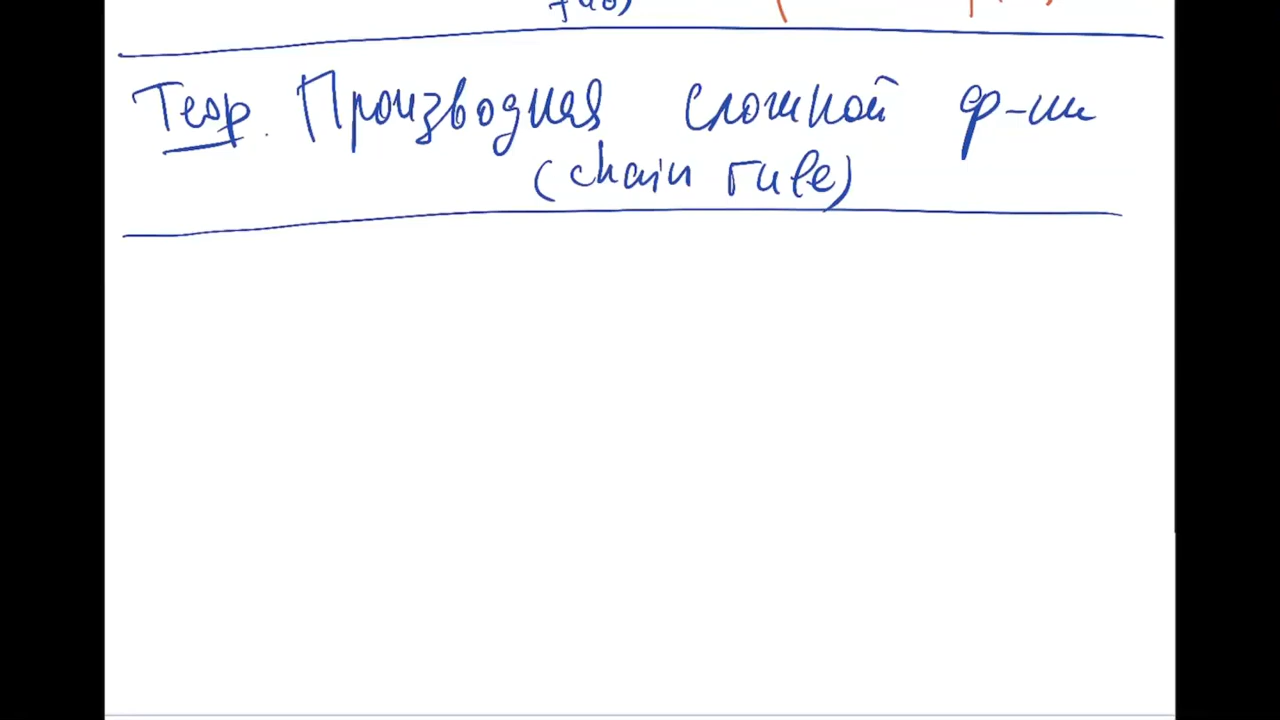 Теор. Производная сложной ф-ии
(chain rule)